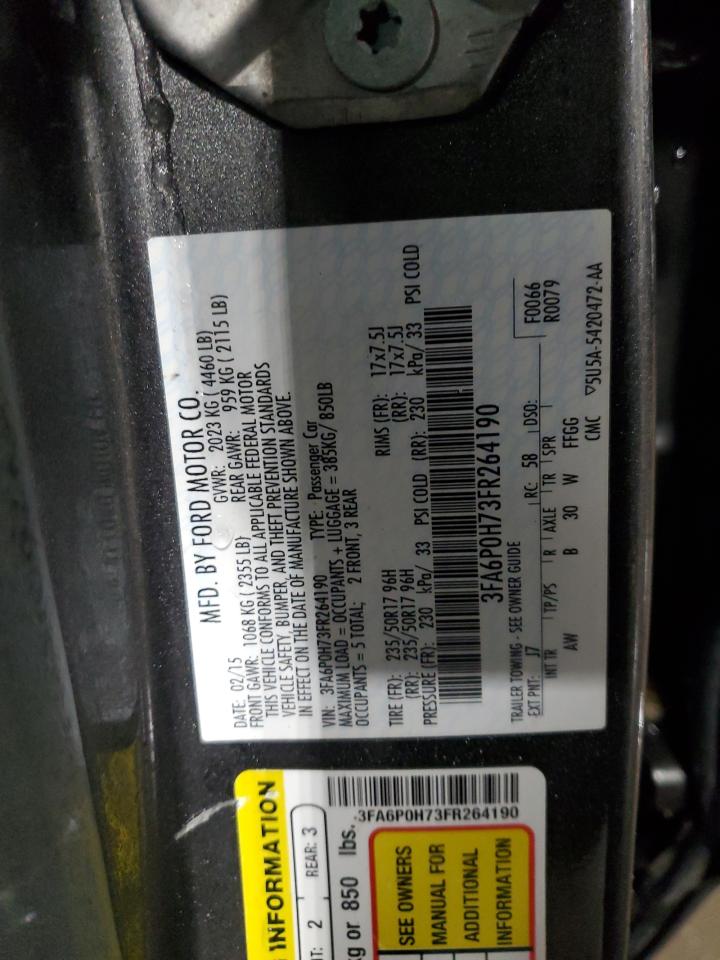 MFD. BY FORD MOTOR CO.
DATE: 02/15 GVWR: 2023 KG ( 4460 LB)
FRONT GAWR: 1068 KG ( 2355 LB) REAR GAWR: 959 KG ( 2115 LB)
THIS VEHICLE CONFORMS TO ALL APPLICABLE FEDERAL MOTOR
VEHICLE SAFETY, BUMPER, AND THEFT PREVENTION STANDARDS
IN EFFECT ON THE DATE OF MANUFACTURE SHOWN ABOVE.
VIN: 3FA6P0H73FR264190 TYPE: Passenger Car
MAXIMUM LOAD = OCCUPANTS + LUGGAGE = 385KG/ 850LB
OCCUPANTS = 5 TOTAL; 2 FRONT, 3 REAR
TIRE (FR): 235/50R17 96H RIMS (FR): 17x7.5J
(RR): 235/50R17 96H (RR): 17x7.5J
PRESSURE (FR): 230 kPa/ 33 PSI COLD (RR): 230 kPa/ 33 PSI COLD
3FA6P0H73FR264190
TRAILER TOWING - SEE OWNER GUIDE F0066
EXT PNT: J7 RC: 58 DSO: R0079
INT TR TP/PS R AXLE TR SPR
AW B 30 W FFGG
CMC ▽5U5A-5420472-AA
INFORMATION
2 REAR: 3
kg or 850 lbs.
3FA6P0H73FR264190
SEE OWNERS
MANUAL FOR
ADDITIONAL
INFORMATION